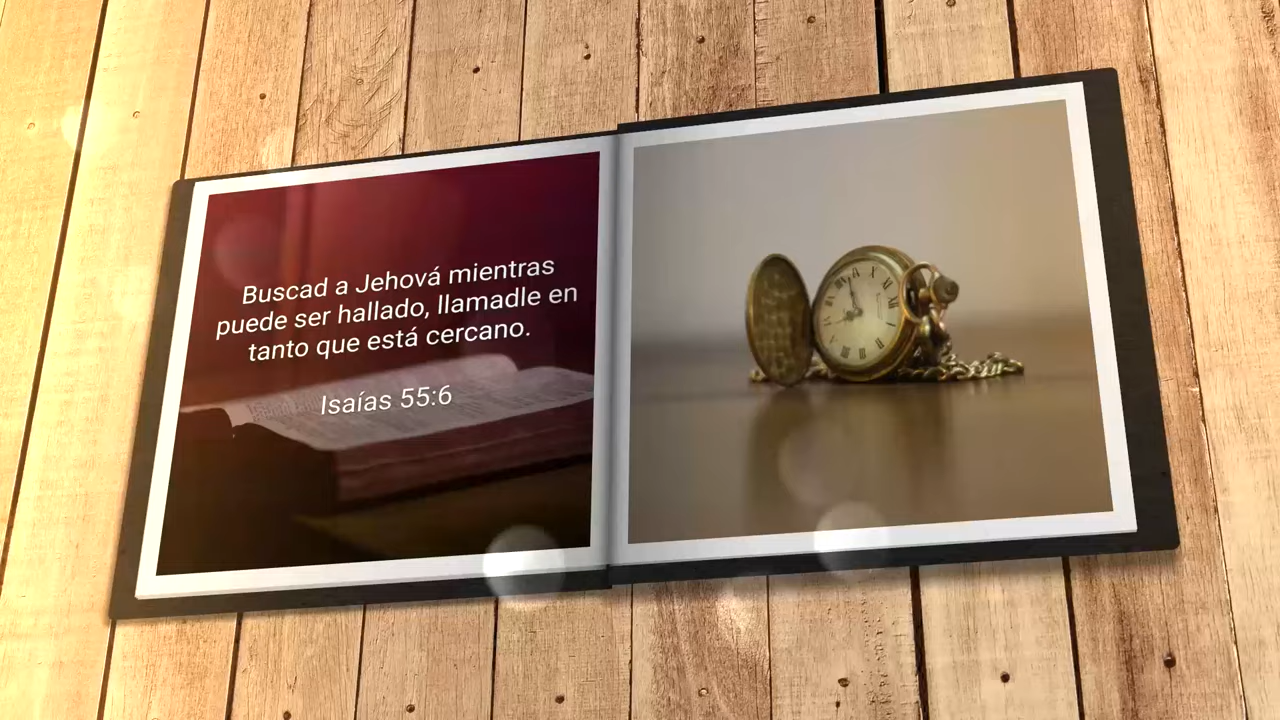 Buscad a Jehová mientras
puede ser hallado, llamadle en
tanto que está cercano.
Isaías 55:6